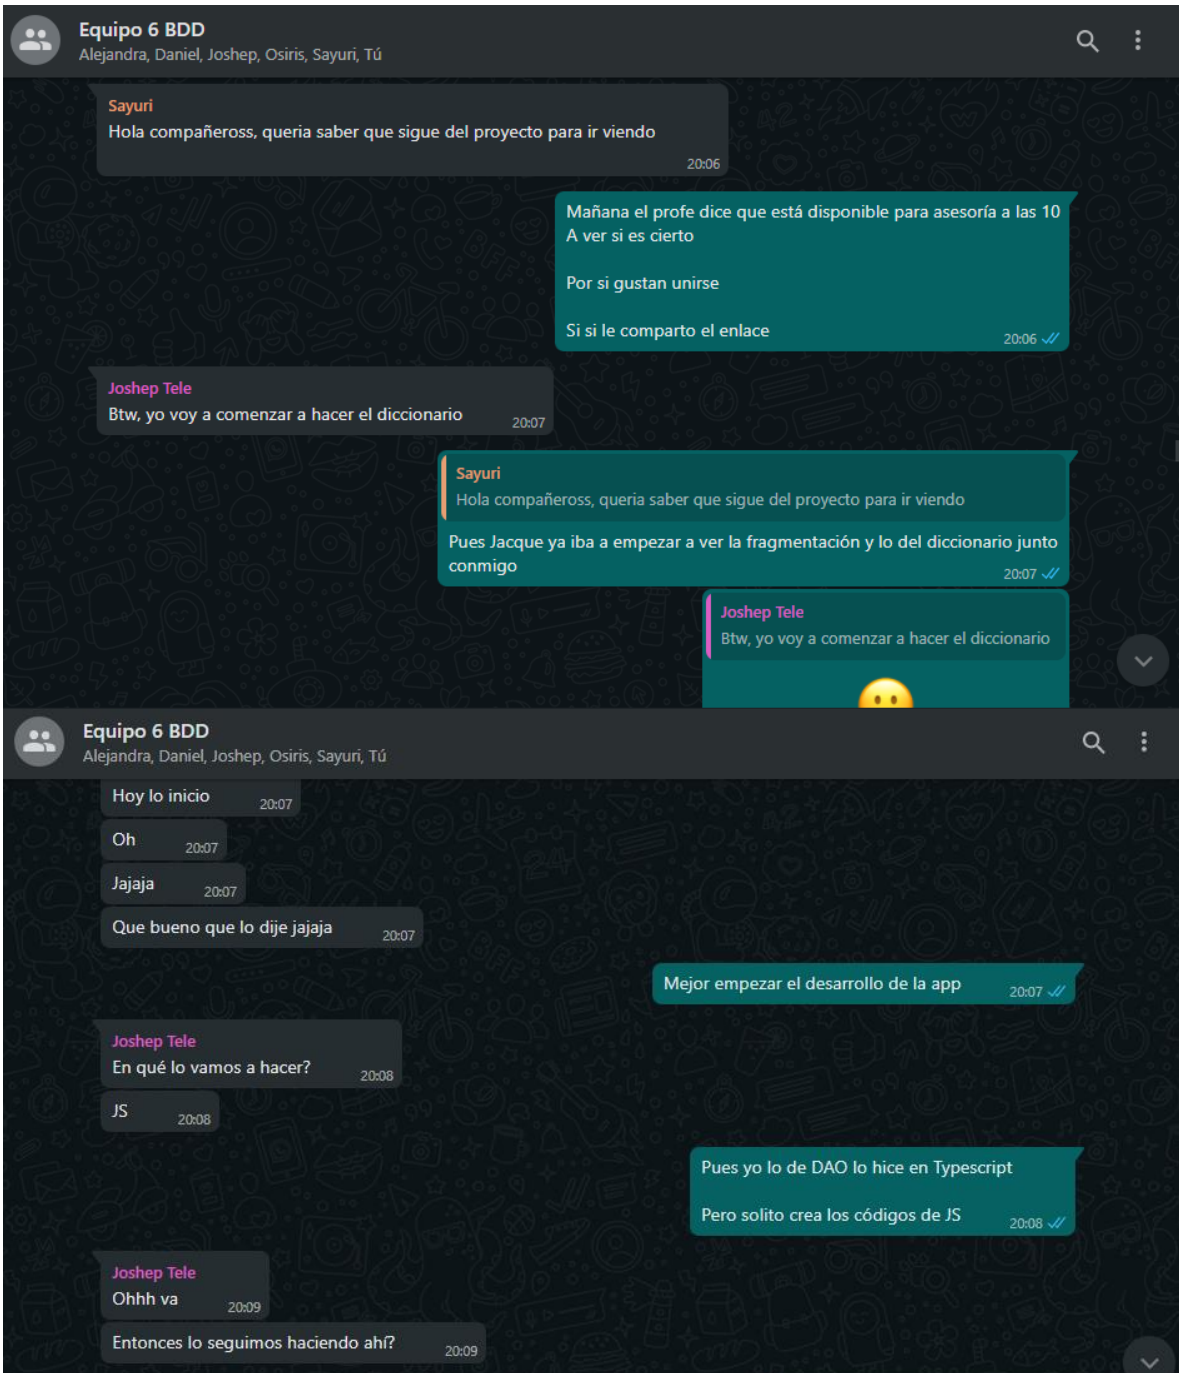 Equipo 6 BDD
Alejandra, Daniel, Joshep, Osiris, Sayuri, Tú
Sayuri
Hola compañeross, queria saber que sigue del proyecto para ir viendo
20:06
Mañana el profe dice que está disponible para asesoría a las 10
A ver si es cierto
Por si gustan unirse
Si si le comparto el enlace
20:06
Joshep Tele
Btw, yo voy a comenzar a hacer el diccionario
20:07
Sayuri
Hola compañeross, queria saber que sigue del proyecto para ir viendo
Pues Jacque ya iba a empezar a ver la fragmentación y lo del diccionario junto
conmigo
20:07
Joshep Tele
Btw, yo voy a comenzar a hacer el diccionario
Equipo 6 BDD
Alejandra, Daniel, Joshep, Osiris, Sayuri, Tú
Hoy lo inicio
20:07
Oh
20:07
Jajaja
20:07
Que bueno que lo dije jajaja
20:07
Mejor empezar el desarrollo de la app
20:07
Joshep Tele
En qué lo vamos a hacer?
20:08
JS
20:08
Pues yo lo de DAO lo hice en Typescript
Pero solito crea los códigos de JS
20:08
Joshep Tele
Ohhh va
20:09
Entonces lo seguimos haciendo ahí?
20:09